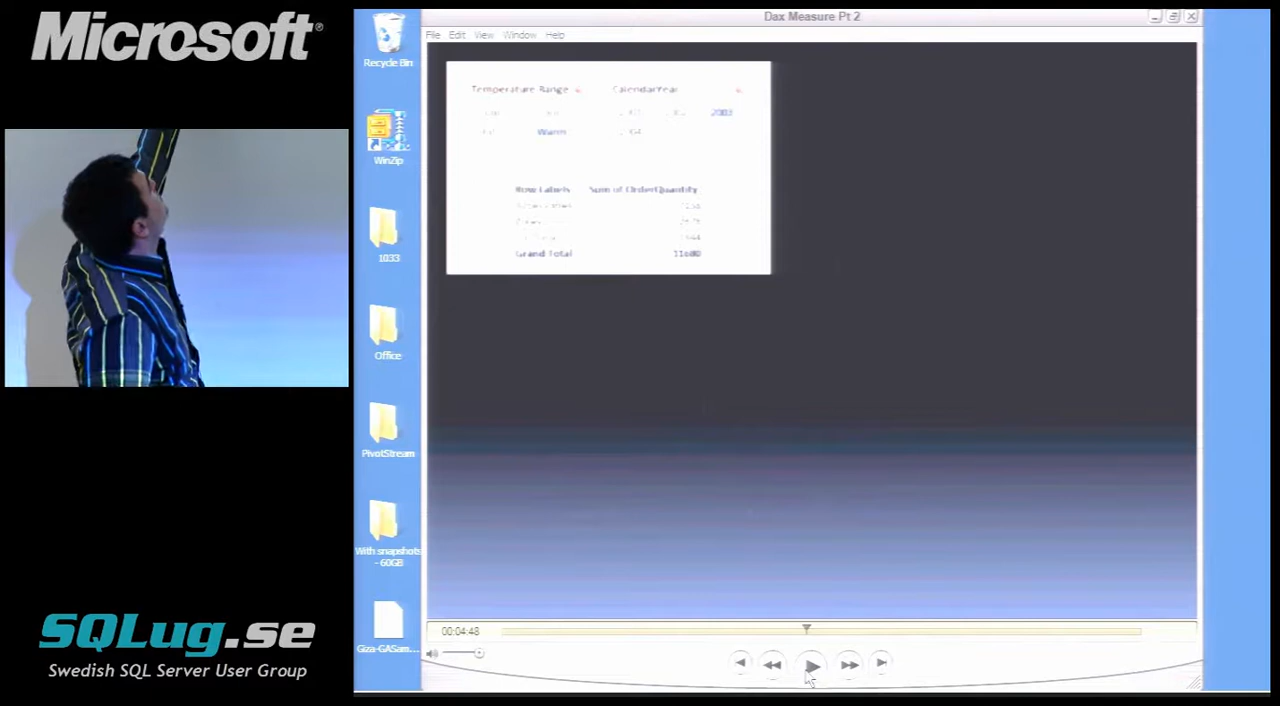 Microsoft®
SQLug.se
Swedish SQL Server User Group
Dax Measure Pt 2
File Edit View Window Help
Recycle Bin
WinZip
1033
Office
PivotStream
With snapshots
- 60GB
Giza-GASam...
Temperature Range CalendarYear
2003
Warm
Row Labels Sum of OrderQuantity
Grand Total
00:04:48